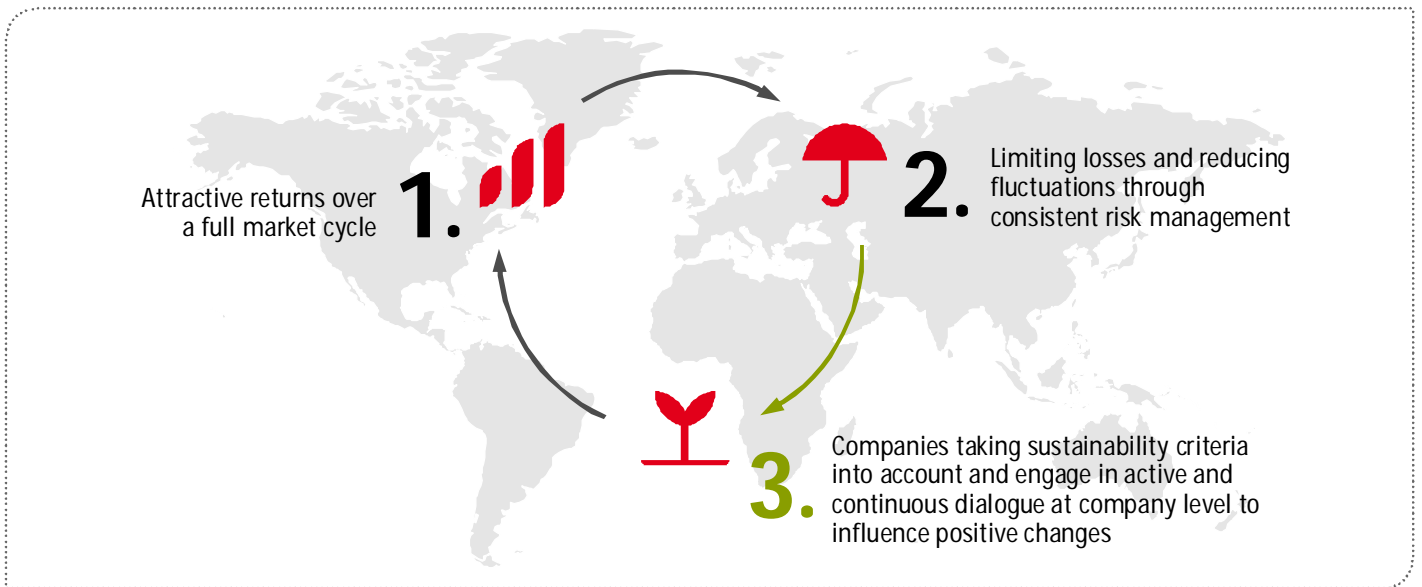 Attractive returns over
a full market cycle
1.
2.
Limiting losses and reducing
fluctuations through
consistent risk management
3.
Companies taking sustainability criteria
into account and engage in active and
continuous dialogue at company level to
influence positive changes